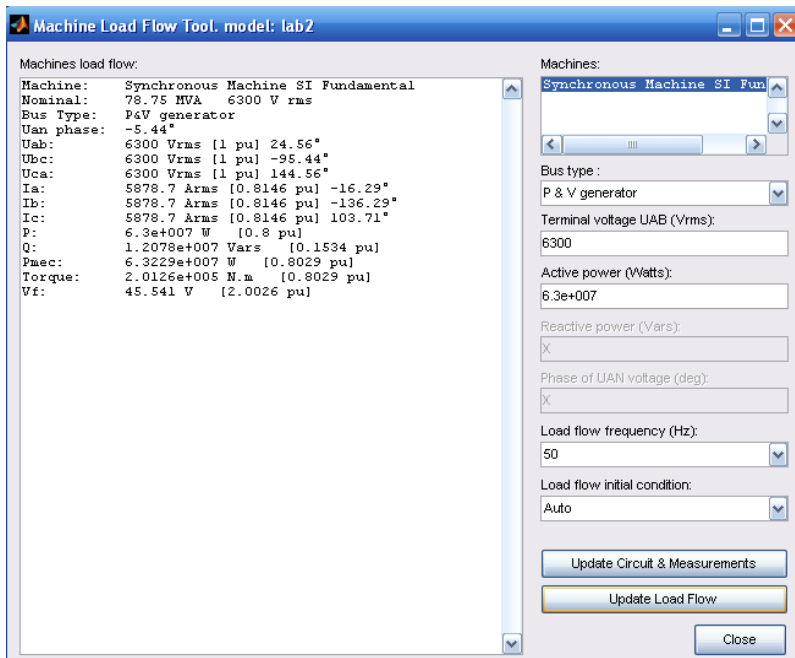 Machine Load Flow Tool. model: lab2
Machines load flow:
Machine: Synchronous Machine SI Fundamental
Nominal: 78.75 MVA 6300 V rms
Bus Type: P&V generator
Uan phase: -5.44°
Uab: 6300 Vrms [1 pu] 24.56°
Ubc: 6300 Vrms [1 pu] -95.44°
Uca: 6300 Vrms [1 pu] 144.56°
Ia: 5878.7 Arms [0.8146 pu] -16.29°
Ib: 5878.7 Arms [0.8146 pu] -136.29°
Ic: 5878.7 Arms [0.8146 pu] 103.71°
P: 6.3e+007 W [0.8 pu]
Q: 1.2078e+007 Vars [0.1534 pu]
Pmec: 6.3229e+007 W [0.8029 pu]
Torque: 2.0126e+005 N.m [0.8029 pu]
Vf: 45.541 V [2.0026 pu]
Machines:
Synchronous Machine SI Fun
Bus type :
P & V generator
Terminal voltage UAB (Vrms):
6300
Active power (Watts):
6.3e+007
Reactive power (Vars):
X
Phase of UAN voltage (deg):
X
Load flow frequency (Hz):
50
Load flow initial condition:
Auto
Update Circuit & Measurements
Update Load Flow
Close